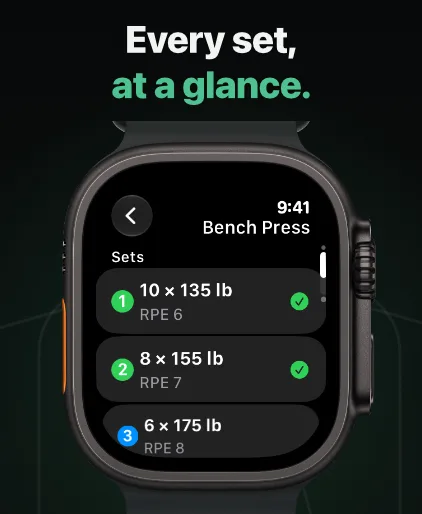 Every set,
at a glance.
9:41
Bench Press
Sets
1 10 × 135 lb
RPE 6
2 8 × 155 lb
RPE 7
3 6 × 175 lb
RPE 8